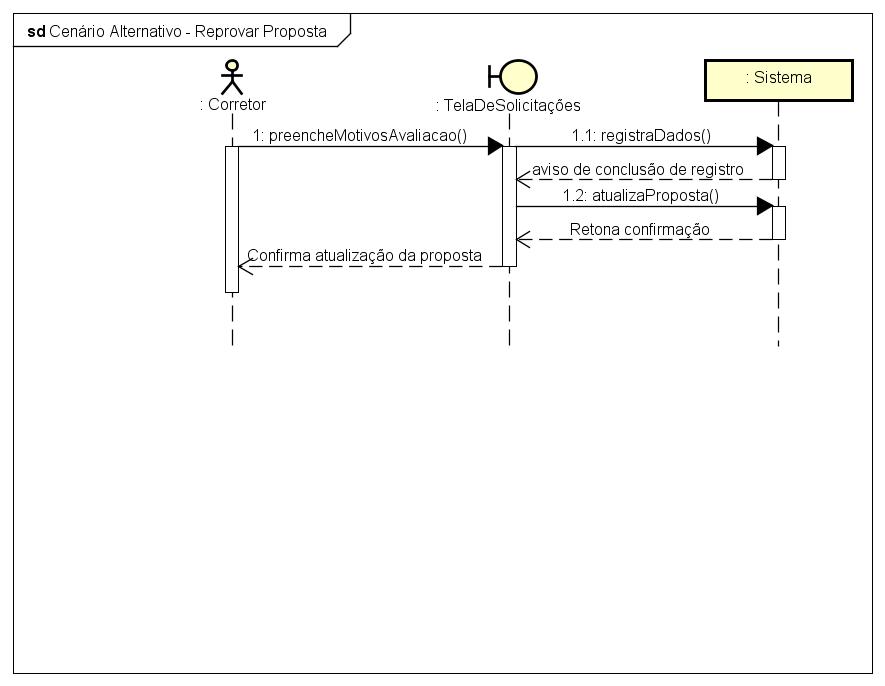 sd Cenário Alternativo - Reprovar Proposta
: Corretor
: TelaDeSolicitações
: Sistema
1: preencheMotivosAvaliacao()
1.1: registraDados()
aviso de conclusão de registro
1.2: atualizaProposta()
Retona confirmação
Confirma atualização da proposta